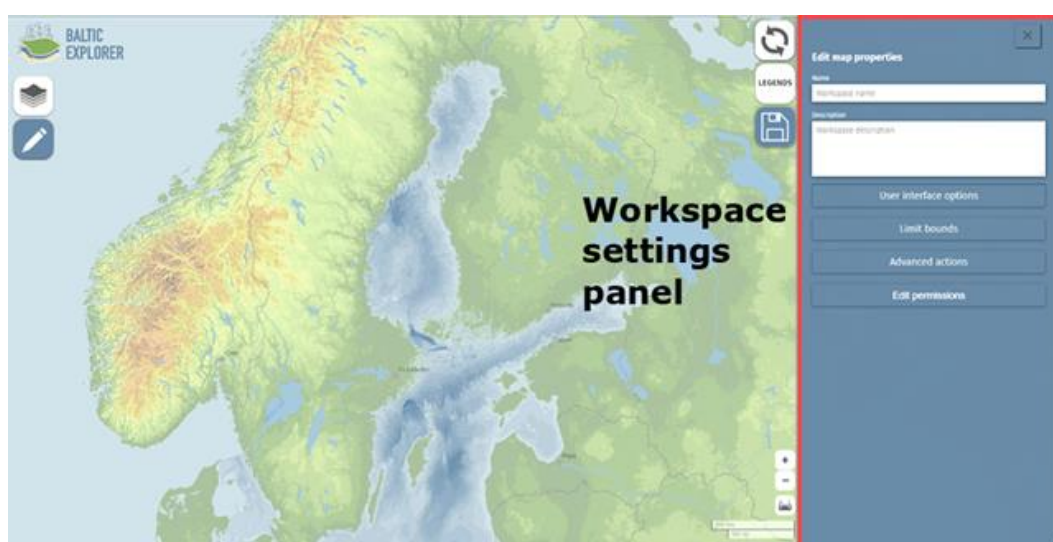 BALTIC
EXPLORER
LEGENDS
Workspace
settings
panel
Edit map properties
Name
Workspace name
Description
Workspace description
User interface options
Limit bounds
Advanced actions
Edit permissions